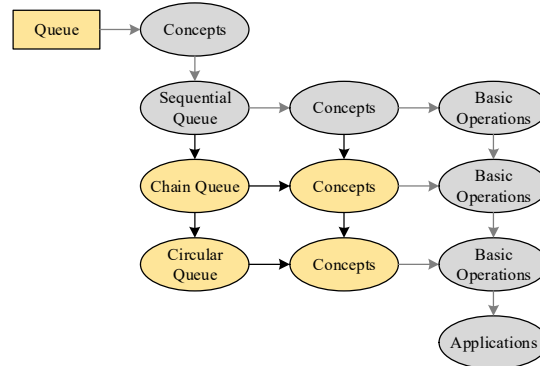 Queue
Concepts
Sequential
Queue
Concepts
Basic
Operations
Chain Queue
Concepts
Basic
Operations
Circular
Queue
Concepts
Basic
Operations
Applications